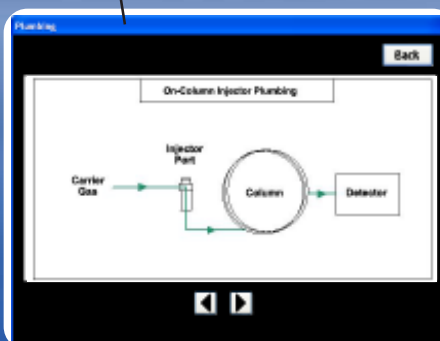 Plumbing
Back
On-Column Injector Plumbing
Injector
Port
Carrier
Gas
Column
Detector